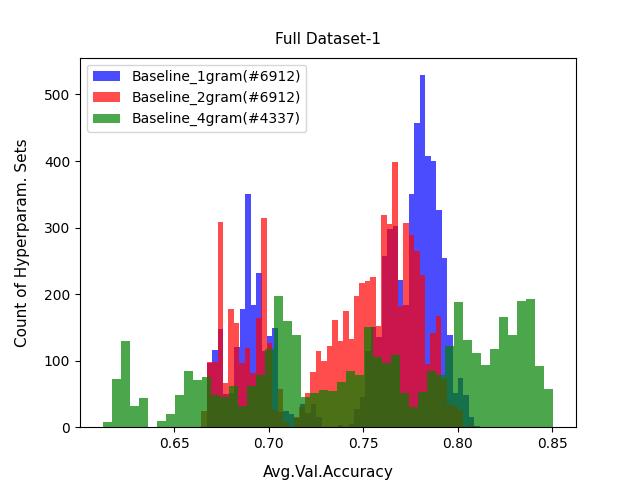 Full Dataset-1
Baseline_1gram(#6912)
Baseline_2gram(#6912)
Baseline_4gram(#4337)
Count of Hyperparam. Sets
500
400
300
200
100
0
0.65 0.70 0.75 0.80 0.85
Avg.Val.Accuracy